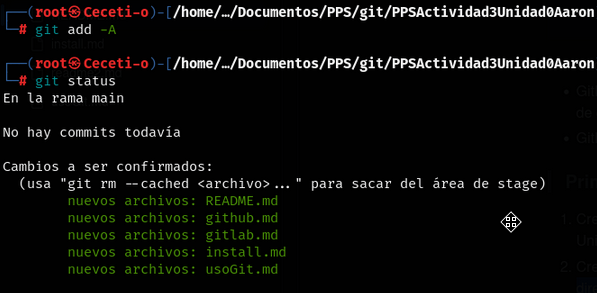 (root㉿Ceceti-o)-[/home/…/Documentos/PPS/git/PPSActividad3Unidad0Aaron
# git add -A
(root㉿Ceceti-o)-[/home/…/Documentos/PPS/git/PPSActividad3Unidad0Aaron
# git status
En la rama main
No hay commits todavía
Cambios a ser confirmados:
(usa "git rm --cached <archivo>..." para sacar del área de stage)
nuevos archivos: README.md
nuevos archivos: github.md
nuevos archivos: gitlab.md
nuevos archivos: install.md
nuevos archivos: usoGit.md